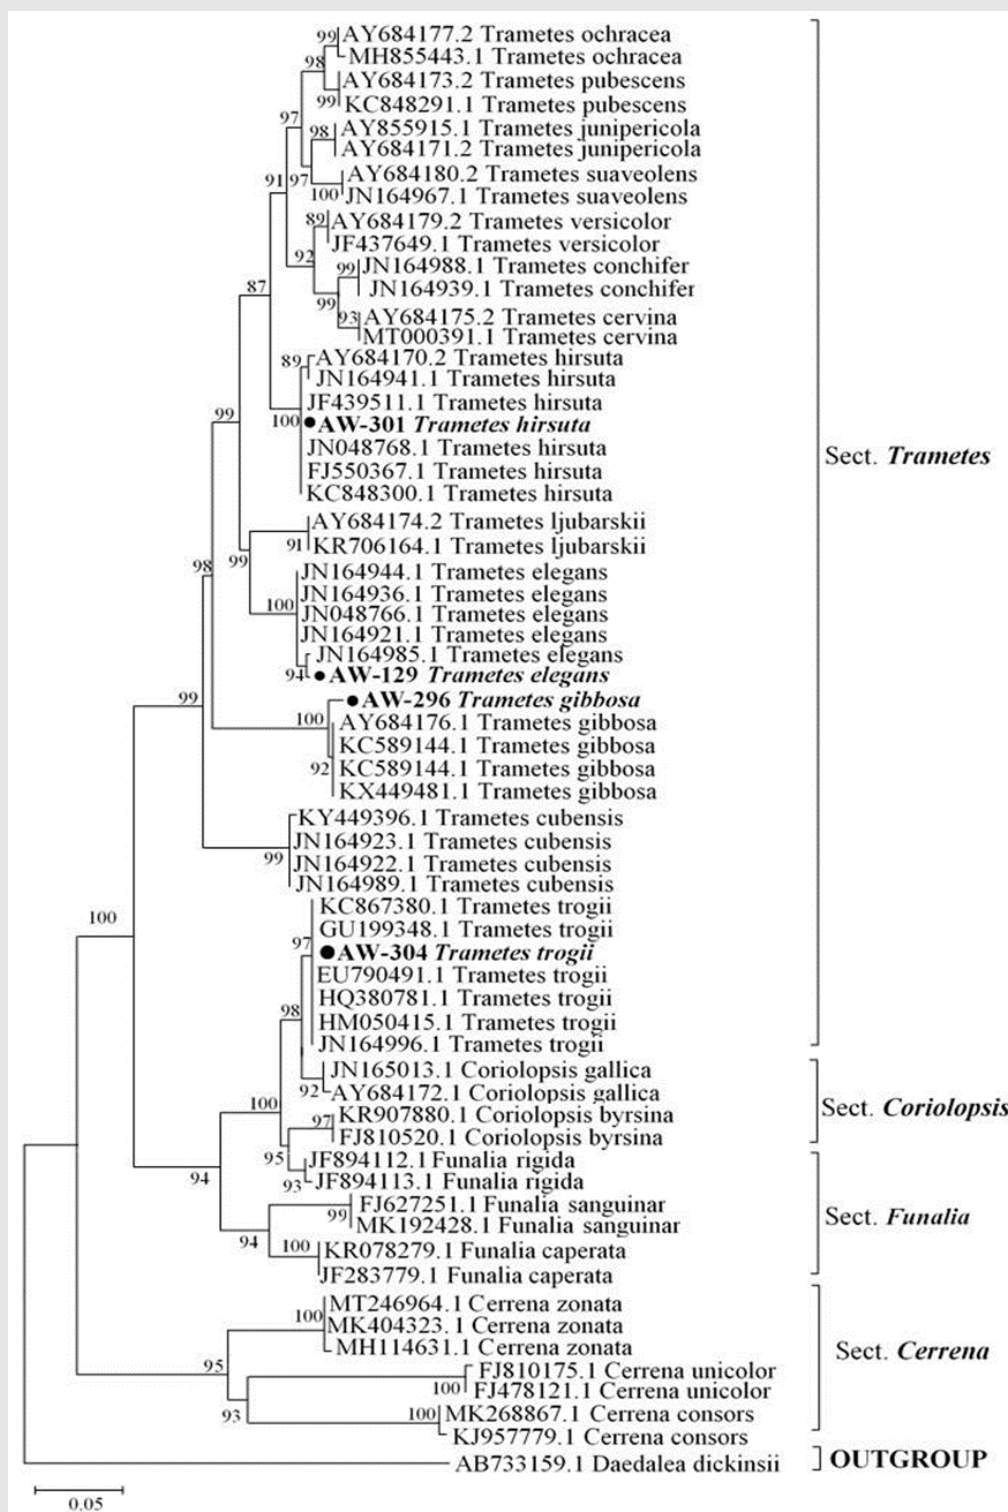 99 AY684177.2 Trametes ochracea
MH855443.1 Trametes ochracea
98
AY684173.2 Trametes pubescens
99 KC848291.1 Trametes pubescens
97
98 AY855915.1 Trametes junipericola
AY684171.2 Trametes junipericola
91 97 AY684180.2 Trametes suaveolens
100 JN164967.1 Trametes suaveolens
89 AY684179.2 Trametes versicolor
JF437649.1 Trametes versicolor
92
99 JN164988.1 Trametes conchifer
JN164939.1 Trametes conchifer
87
99
93 AY684175.2 Trametes cervina
MT000391.1 Trametes cervina
89 AY684170.2 Trametes hirsuta
JN164941.1 Trametes hirsuta
JF439511.1 Trametes hirsuta
99
100 AW-301 Trametes hirsuta
JN048768.1 Trametes hirsuta
Sect. Trametes
FJ550367.1 Trametes hirsuta
KC848300.1 Trametes hirsuta
AY684174.2 Trametes ljubarskii
91 KR706164.1 Trametes ljubarskii
98 99
JN164944.1 Trametes elegans
JN164936.1 Trametes elegans
100 JN048766.1 Trametes elegans
JN164921.1 Trametes elegans
JN164985.1 Trametes elegans
94 AW-129 Trametes elegans
99
AW-296 Trametes gibbosa
100 AY684176.1 Trametes gibbosa
KC589144.1 Trametes gibbosa
92 KC589144.1 Trametes gibbosa
KX449481.1 Trametes gibbosa
KY449396.1 Trametes cubensis
JN164923.1 Trametes cubensis
99 JN164922.1 Trametes cubensis
JN164989.1 Trametes cubensis
100
KC867380.1 Trametes trogii
GU199348.1 Trametes trogii
97
AW-304 Trametes trogii
EU790491.1 Trametes trogii
HQ380781.1 Trametes trogii
98
HM050415.1 Trametes trogii
JN164996.1 Trametes trogii
JN165013.1 Coriolopsis gallica
92 AY684172.1 Coriolopsis gallica
100
Sect. Coriolopsis
97 KR907880.1 Coriolopsis byrsina
FJ810520.1 Coriolopsis byrsina
95
JF894112.1 Funalia rigida
94
93 JF894113.1 Funalia rigida
FJ627251.1 Funalia sanguinar
99
Sect. Funalia
MK192428.1 Funalia sanguinar
94 100 KR078279.1 Funalia caperata
JF283779.1 Funalia caperata
MT246964.1 Cerrena zonata
100
MK404323.1 Cerrena zonata
MH114631.1 Cerrena zonata
Sect. Cerrena
95
FJ810175.1 Cerrena unicolor
100 FJ478121.1 Cerrena unicolor
93 100 MK268867.1 Cerrena consors
KJ957779.1 Cerrena consors
AB733159.1 Daedalea dickinsii
OUTGROUP
0.05